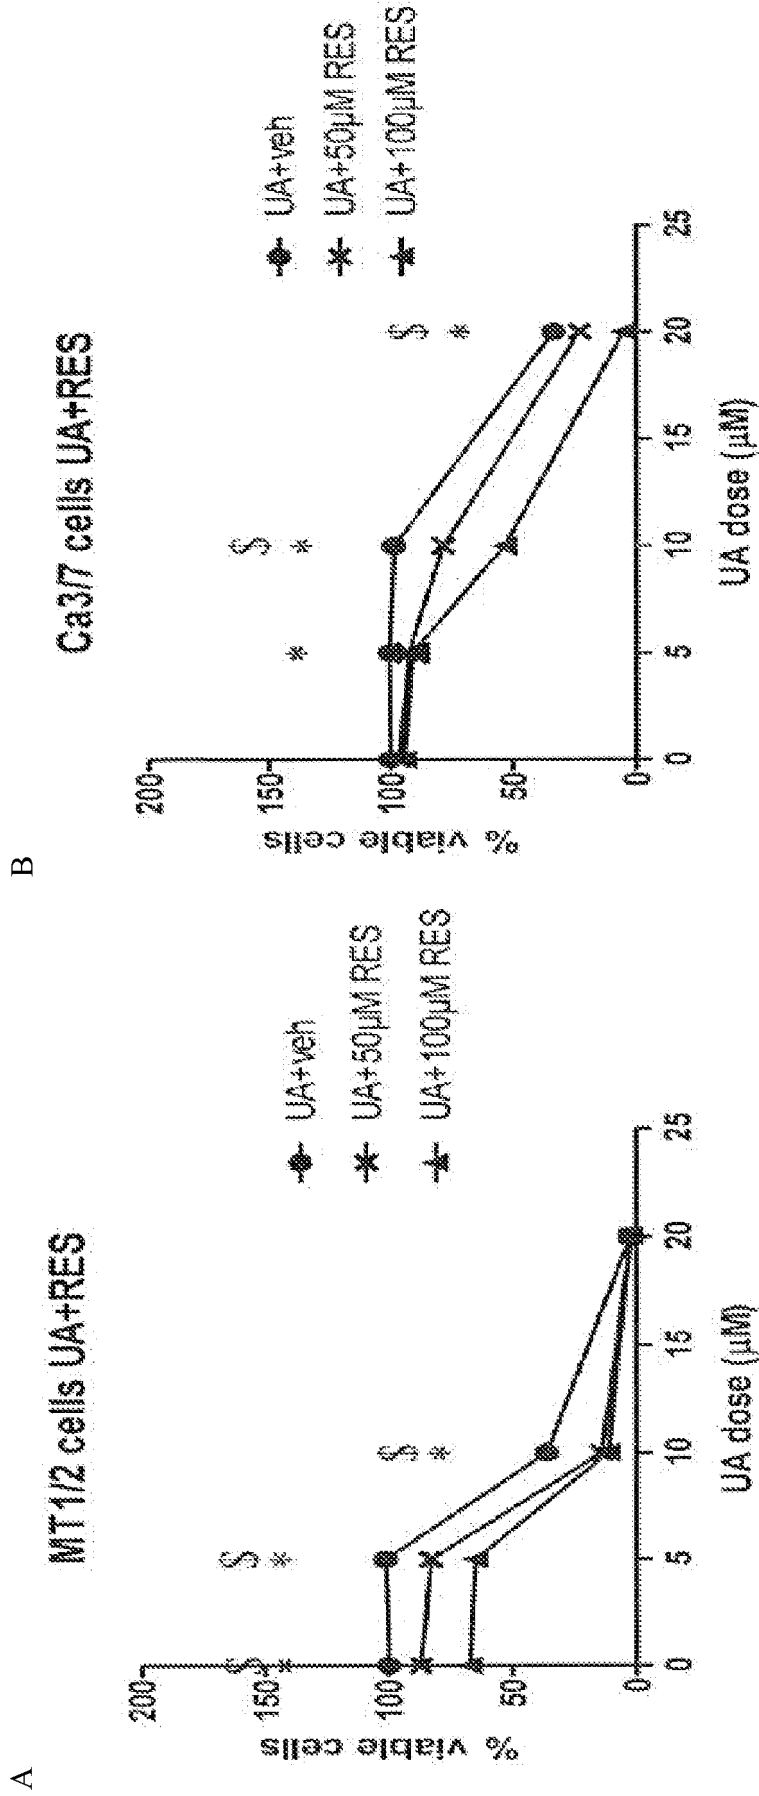 A
MT1/2 cells UA+RES
% viable cells
200
150
100
50
0
0 5 10 15 20 25
UA dose (µM)
$ $ $
* * *
UA+veh
UA+50µM RES
UA+100µM RES
B
Ca3/7 cells UA+RES
% viable cells
200
150
100
50
0
0 5 10 15 20 25
UA dose (µM)
$ $
* * *
UA+veh
UA+50µM RES
UA+100µM RES